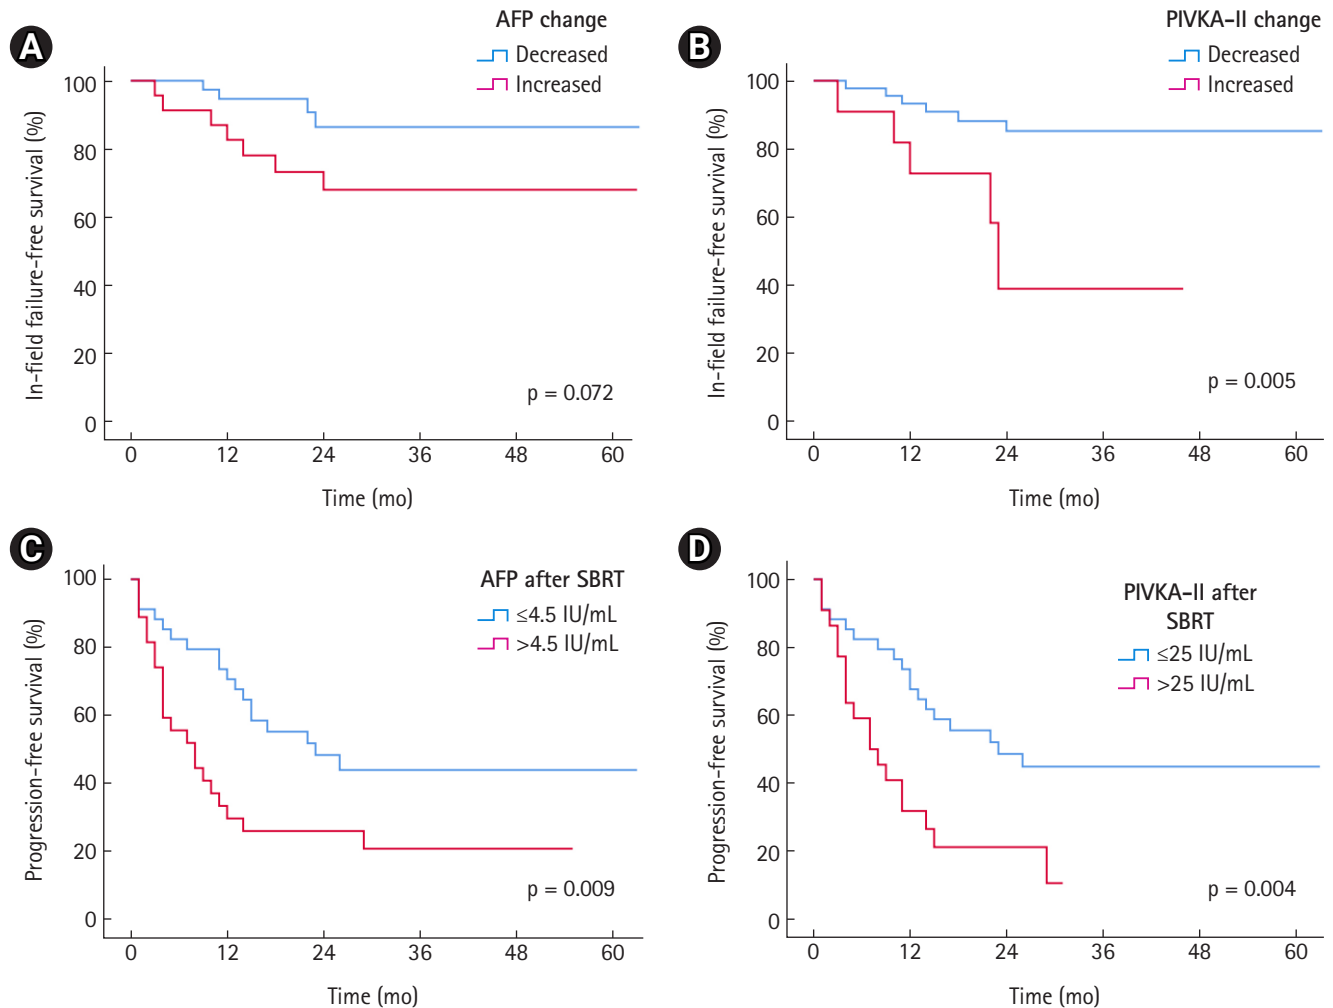 A
AFP change
Decreased
Increased
In-field failure-free survival (%)
100
80
60
40
20
0
p = 0.072
0 12 24 36 48 60
Time (mo)
B
PIVKA-II change
Decreased
Increased
In-field failure-free survival (%)
100
80
60
40
20
0
p = 0.005
0 12 24 36 48 60
Time (mo)
C
AFP after SBRT
≤4.5 IU/mL
>4.5 IU/mL
Progression-free survival (%)
100
80
60
40
20
0
p = 0.009
0 12 24 36 48 60
Time (mo)
D
PIVKA-II after
SBRT
≤25 IU/mL
>25 IU/mL
Progression-free survival (%)
100
80
60
40
20
0
p = 0.004
0 12 24 36 48 60
Time (mo)